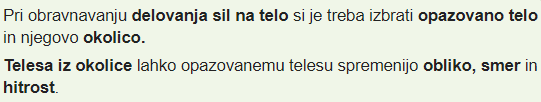 Pri obravnavanju delovanja sil na telo si je treba izbrati opazovano telo
in njegovo okolico.
Telesa iz okolice lahko opazovanemu telesu spremenijo obliko, smer in
hitrost.